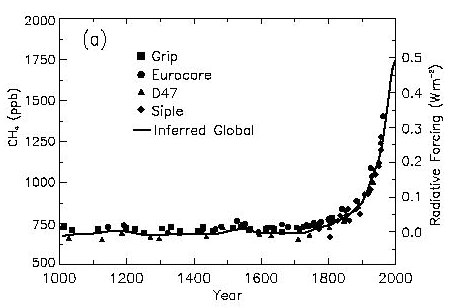 (a)
Grip
Eurocore
D47
Siple
Inferred Global
CH₄ (ppb)
2000
1750
1500
1250
1000
750
500
Radiative Forcing (Wm⁻²)
0.5
0.4
0.3
0.2
0.1
0.0
1000 1200 1400 1600 1800 2000
Year